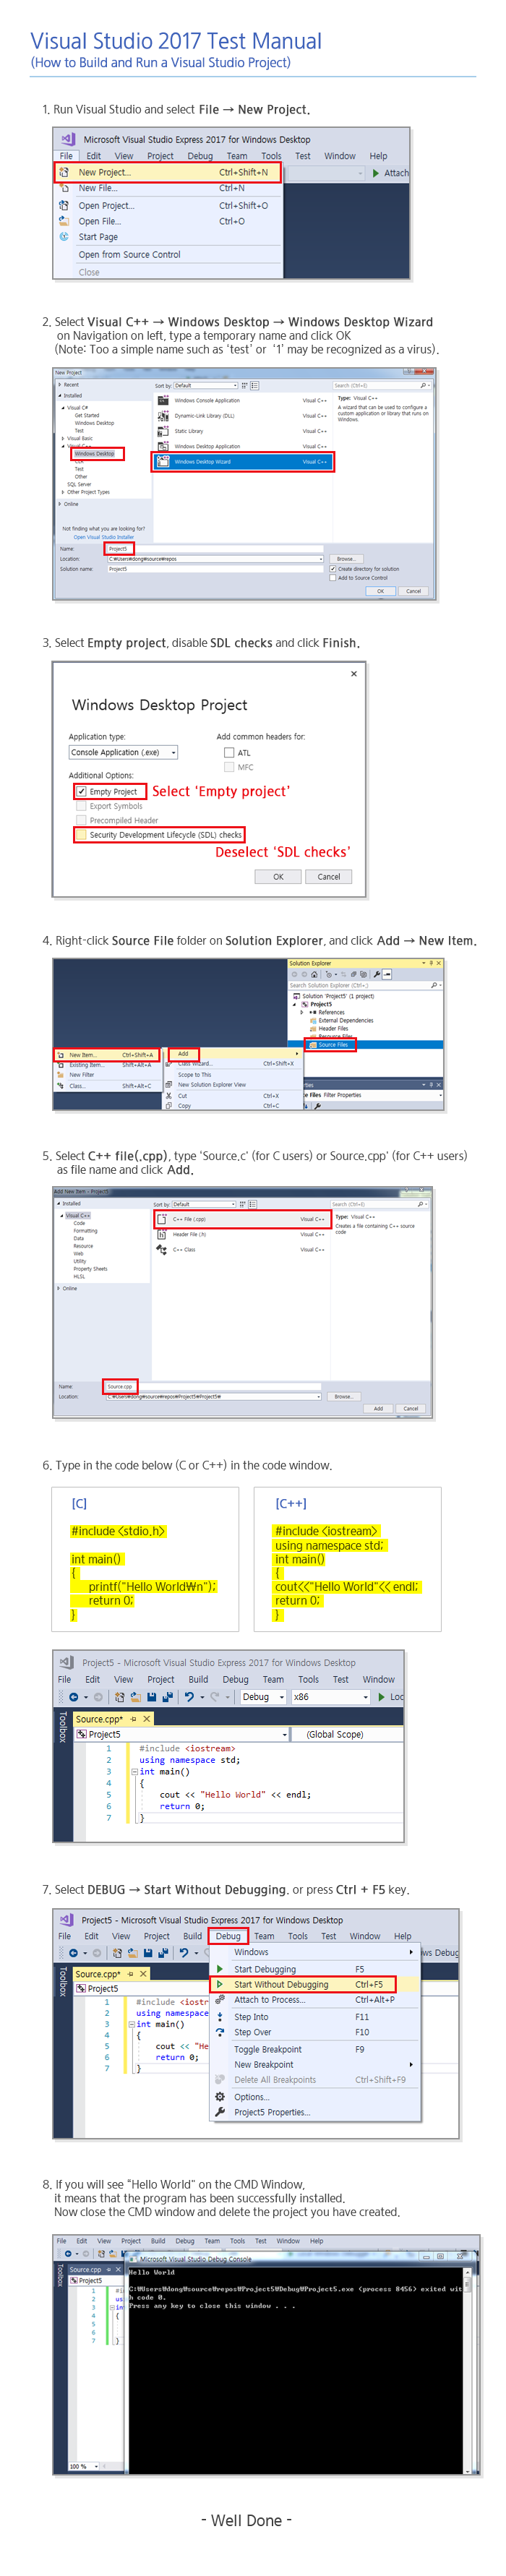 Visual Studio 2017 Test Manual
(How to Build and Run a Visual Studio Project)
1. Run Visual Studio and select File → New Project.
Microsoft Visual Studio Express 2017 for Windows Desktop
File Edit View Project Debug Team Tools Test Window Help
New Project... Ctrl+Shift+N
Attach
New File... Ctrl+N
Open Project... Ctrl+Shift+O
Open File... Ctrl+O
Start Page
Open from Source Control
Close
2. Select Visual C++ → Windows Desktop → Windows Desktop Wizard
on Navigation on left, type a temporary name and click OK
(Note: Too a simple name such as ‘test’ or ‘1’ may be recognized as a virus).
New Project
Recent
Installed
Visual C#
Get Started
Windows Desktop
Test
Visual Basic
Visual C++
Windows Desktop
Test
Other
SQL Server
Other Project Types
Online
Not finding what you are looking for?
Open Visual Studio Installer
Sort by: Default
Windows Console Application Visual C++
Dynamic-Link Library (DLL) Visual C++
Static Library Visual C++
Windows Desktop Application Visual C++
Windows Desktop Wizard Visual C++
Search (Ctrl+E)
Type: Visual C++
A wizard that can be used to configure a
custom application or library that runs on
Windows.
Name: Project5
Location: C:₩Users₩dong₩source₩repos
Browse...
Solution name Project5
Create directory for solution
Add to Source Control
OK Cancel
3. Select Empty project, disable SDL checks and click Finish.
Windows Desktop Project
Application type:
Console Application (.exe)
Add common headers for:
ATL
MFC
Additional Options:
Empty Project
Select 'Empty project'
Export Symbols
Precompiled Header
Security Development Lifecycle (SDL) checks
Deselect 'SDL checks'
OK Cancel
4. Right-click Source File folder on Solution Explorer, and click Add → New Item.
Solution Explorer
Search Solution Explorer (Ctrl+;)
Solution 'Project5' (1 project)
Project5
References
External Dependencies
Header Files
Resource Files
Source Files
New Item... Ctrl+Shift+A
Existing Item... Shift+Alt+A
New Filter
Class... Shift+Alt+C
Add
Class Wizard... Ctrl+Shift+X
Scope to This
New Solution Explorer View
Cut Ctrl+X
Copy Ctrl+C
Filter Properties
5. Select C++ file(.cpp), type 'Source.c' (for C users) or Source.cpp' (for C++ users)
as file name and click Add.
Add New Item - Project5
Installed
Visual C++
Code
Formatting
Data
Resource
Web
Utility
Property Sheets
HLSL
Online
Sort by: Default
C++ File (.cpp) Visual C++
Header File (.h) Visual C++
C++ Class Visual C++
Search (Ctrl+E)
Type: Visual C++
Creates a file containing C++ source
code
Name: Source.cpp
Location: C:₩Users₩dong₩source₩repos₩Project5₩Project5₩
Browse...
Add Cancel
6. Type in the code below (C or C++) in the code window.
[C]
#include <stdio.h>
int main()
{
printf("Hello World₩n");
return 0;
}
[C++]
#include <iostream>
using namespace std;
int main()
{
cout<<"Hello World"<< endl;
return 0;
}
Project5 - Microsoft Visual Studio Express 2017 for Windows Desktop
File Edit View Project Build Debug Team Tools Test Window
Debug x86 Loc
Toolbox
Source.cpp*
Project5 (Global Scope)
1 #include <iostream>
2 using namespace std;
3 int main()
4 {
5 cout << "Hello World" << endl;
6 return 0;
7 }
7. Select DEBUG → Start Without Debugging. or press Ctrl + F5 key.
Project5 - Microsoft Visual Studio Express 2017 for Windows Desktop
File Edit View Project Build Debug Team Tools Test Window Help
Toolbox
Source.cpp*
Project5
1 #include <iostr
2 using namespace
3 int main()
4 {
5 cout << "He
6 return 0;
7 }
Windows
ws Debug
Start Debugging F5
Start Without Debugging Ctrl+F5
Attach to Process... Ctrl+Alt+P
Step Into F11
Step Over F10
Toggle Breakpoint F9
New Breakpoint
Delete All Breakpoints Ctrl+Shift+F9
Options...
Project5 Properties...
8. If you will see "Hello World" on the CMD Window,
it means that the program has been successfully installed.
Now close the CMD window and delete the project you have created.
File Edit View Project Build Debug Team Tools Test Window Help
Toolbox
Source.cpp
Project5
1 #i
2 us
3 int
4 {
5
6
7 }
100 %
Microsoft Visual Studio Debug Console
Hello World
C:₩Users₩dong₩source₩repos₩Project5₩Debug₩Project5.exe (process 8456) exited wit
h code 0.
Press any key to close this window . . .
- Well Done -